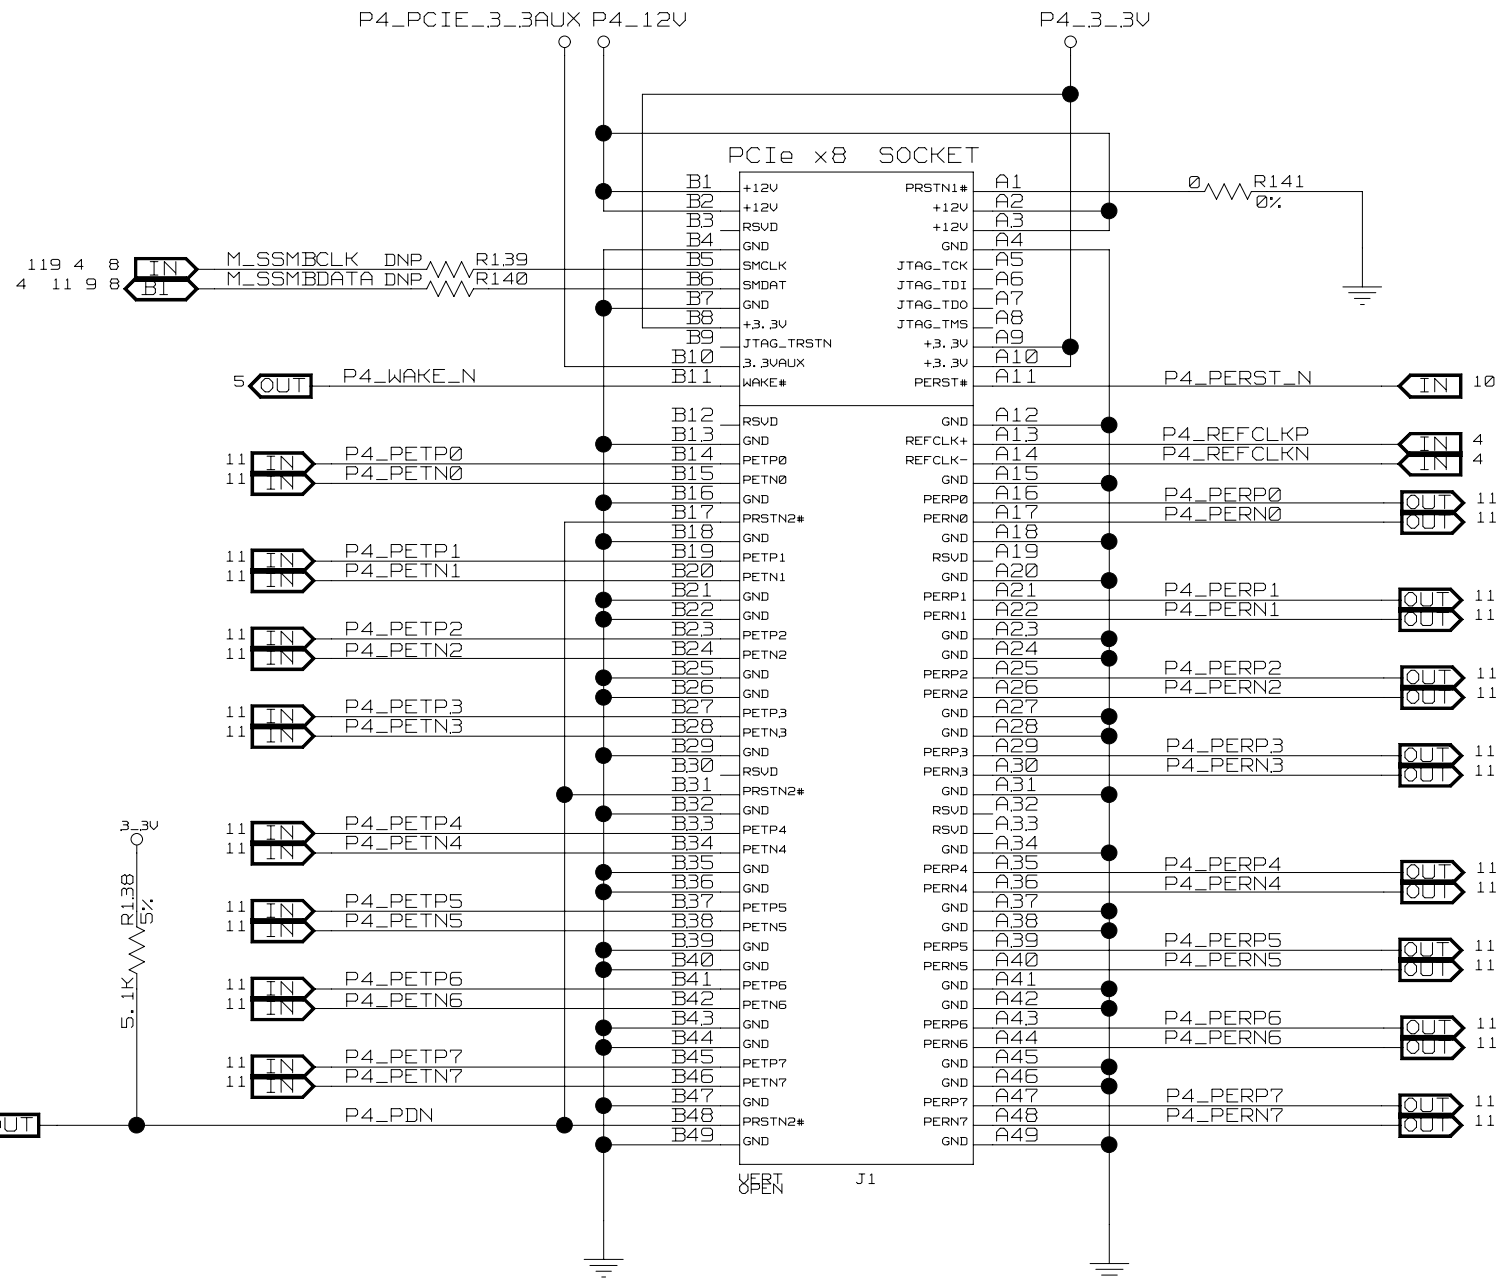 P4_PCIE_3_3AUX P4_12V P4_3_3V
PCIe x8 SOCKET
B1 +12V PRSTN1# A1 0 R141
0%
B2 +12V +12V A2
B3 RSVD +12V A3
B4 GND GND A4
119 4 8 IN M_SSMBCLK DNP R139 B5 SMCLK JTAG_TCK A5
4 11 9 8 BI M_SSMBDATA DNP R140 B6 SMDAT JTAG_TDI A6
B7 GND JTAG_TDO A7
B8 +3.3V JTAG_TMS A8
B9 JTAG_TRSTN +3.3V A9
B10 3.3VAUX +3.3V A10
5 OUT P4_WAKE_N B11 WAKE# PERST# A11 P4_PERST_N IN 10
B12 RSVD GND A12
B13 GND REFCLK+ A13 P4_REFCLKP IN 4
11 IN P4_PETP0 B14 PETP0 REFCLK- A14 P4_REFCLKN IN 4
11 IN P4_PETN0 B15 PETN0 GND A15
B16 GND PERP0 A16 P4_PERP0 OUT 11
B17 PRSTN2# PERN0 A17 P4_PERN0 OUT 11
B18 GND GND A18
11 IN P4_PETP1 B19 PETP1 RSVD A19
11 IN P4_PETN1 B20 PETN1 GND A20
B21 GND PERP1 A21 P4_PERP1 OUT 11
B22 GND PERN1 A22 P4_PERN1 OUT 11
11 IN P4_PETP2 B23 PETP2 GND A23
11 IN P4_PETN2 B24 PETN2 GND A24
B25 GND PERP2 A25 P4_PERP2 OUT 11
B26 GND PERN2 A26 P4_PERN2 OUT 11
11 IN P4_PETP3 B27 PETP3 GND A27
11 IN P4_PETN3 B28 PETN3 GND A28
B29 GND PERP3 A29 P4_PERP3 OUT 11
B30 RSVD PERN3 A30 P4_PERN3 OUT 11
B31 PRSTN2# GND A31
B32 GND RSVD A32
3_3V
11 IN P4_PETP4 B33 PETP4 RSVD A33
11 IN P4_PETN4 B34 PETN4 GND A34
B35 GND PERP4 A35 P4_PERP4 OUT 11
B36 GND PERN4 A36 P4_PERN4 OUT 11
R138
5%
5.1K
11 IN P4_PETP5 B37 PETP5 GND A37
11 IN P4_PETN5 B38 PETN5 GND A38
B39 GND PERP5 A39 P4_PERP5 OUT 11
B40 GND PERN5 A40 P4_PERN5 OUT 11
11 IN P4_PETP6 B41 PETP6 GND A41
11 IN P4_PETN6 B42 PETN6 GND A42
B43 GND PERP6 A43 P4_PERP6 OUT 11
B44 GND PERN6 A44 P4_PERN6 OUT 11
11 IN P4_PETP7 B45 PETP7 GND A45
11 IN P4_PETN7 B46 PETN7 GND A46
B47 GND PERP7 A47 P4_PERP7 OUT 11
P4_PDN B48 PRSTN2# PERN7 A48 P4_PERN7 OUT 11
B49 GND GND A49
VERT J1
OPEN